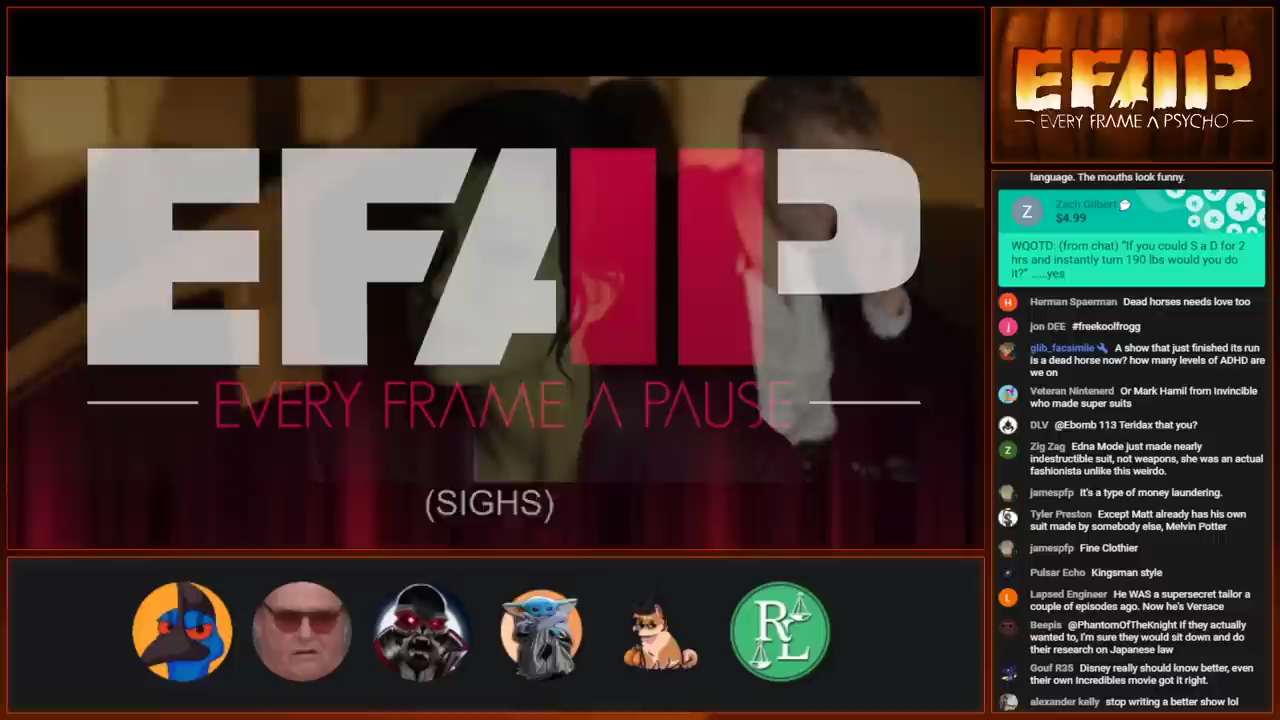 EFAP
EVERY FRAME A PAUSE
(SIGHS)
RL
EFAP
EVERY FRAME A PSYCHO
language. The mouths look funny.
Z
Zach Gilbert
$4.99
WQOTD: (from chat) "If you could S a D for 2
hrs and instantly turn 190 lbs would you do
it?" .....yes
H Herman Spaerman Dead horses needs love too
jon DEE #freekoolfrogg
glib_facsimile A show that just finished its run
is a dead horse now? how many levels of ADHD are
we on
Veteran Nintenerd Or Mark Hamil from Invincible
who made super suits
DLV @Ebomb 113 Teridax that you?
Z Zig Zag Edna Mode just made nearly
indestructible suit, not weapons, she was an actual
fashionista unlike this weirdo.
jamespfp It's a type of money laundering.
Tyler Preston Except Matt already has his own
suit made by somebody else, Melvin Potter
jamespfp Fine Clothier
Pulsar Echo Kingsman style
L Lapsed Engineer He WAS a supersecret tailor a
couple of episodes ago. Now he's Versace
Beepis @PhantomOfTheKnight If they actually
wanted to, I'm sure they would sit down and do
their research on Japanese law
Gouf R35 Disney really should know better, even
their own Incredibles movie got it right.
alexander kelly stop writing a better show lol